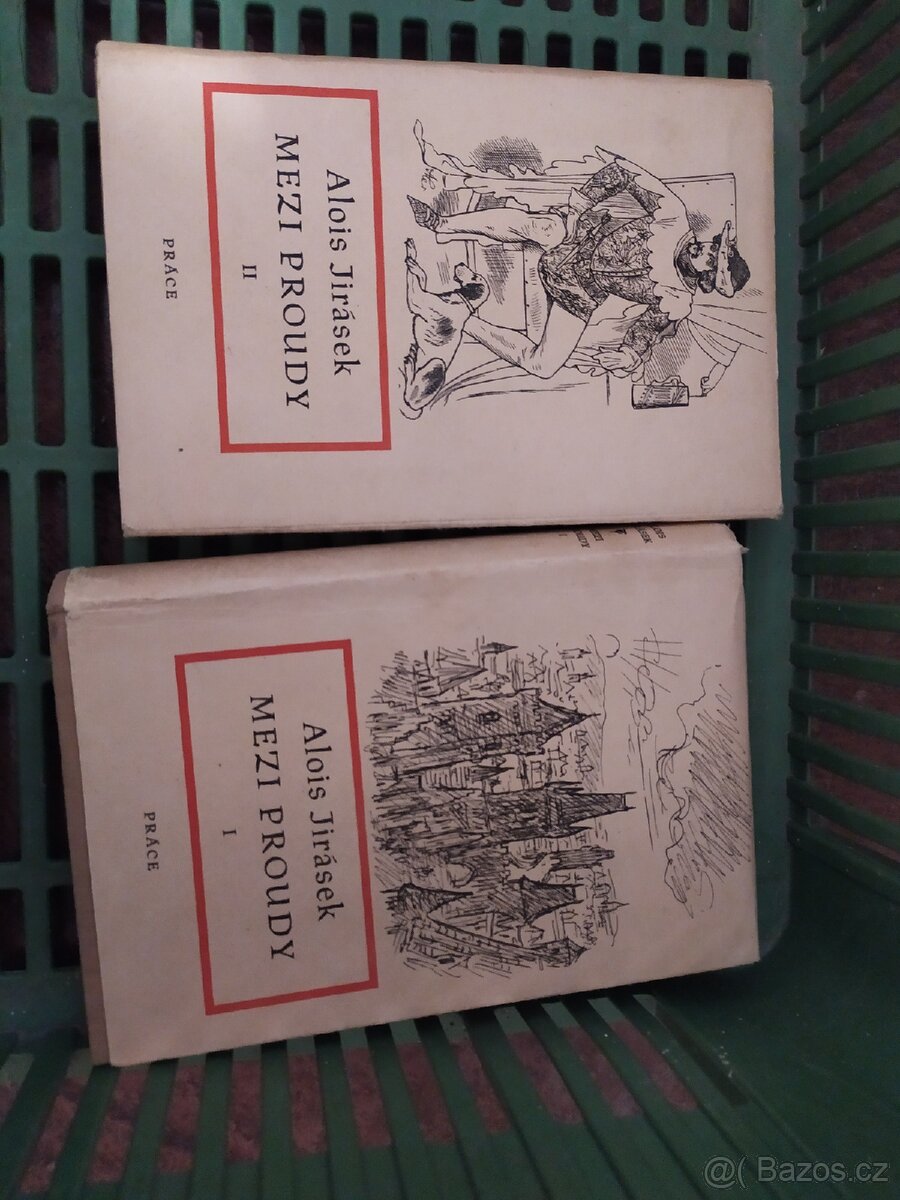 Alois Jirásek
MEZI PROUDY
II
PRÁCE
Alois Jirásek
MEZI PROUDY
I
PRÁCE
@( Bazos.cz